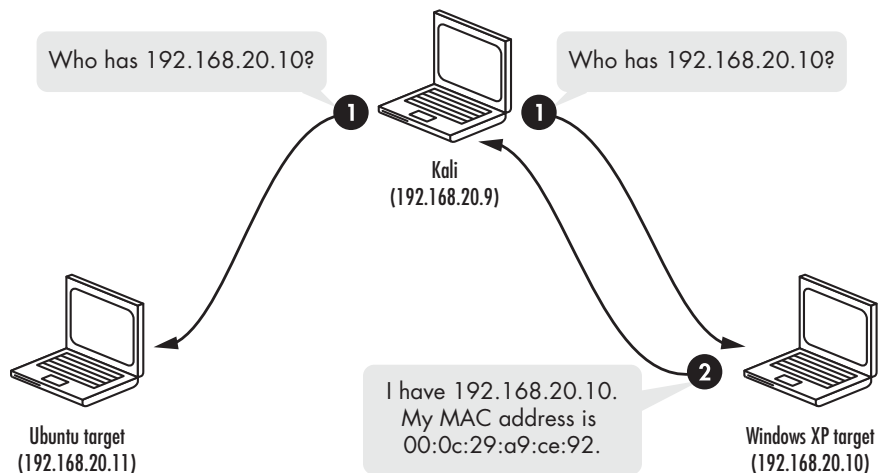 Who has 192.168.20.10?
Who has 192.168.20.10?
1
1
Kali
(192.168.20.9)
2
I have 192.168.20.10.
My MAC address is
00:0c:29:a9:ce:92.
Ubuntu target
(192.168.20.11)
Windows XP target
(192.168.20.10)